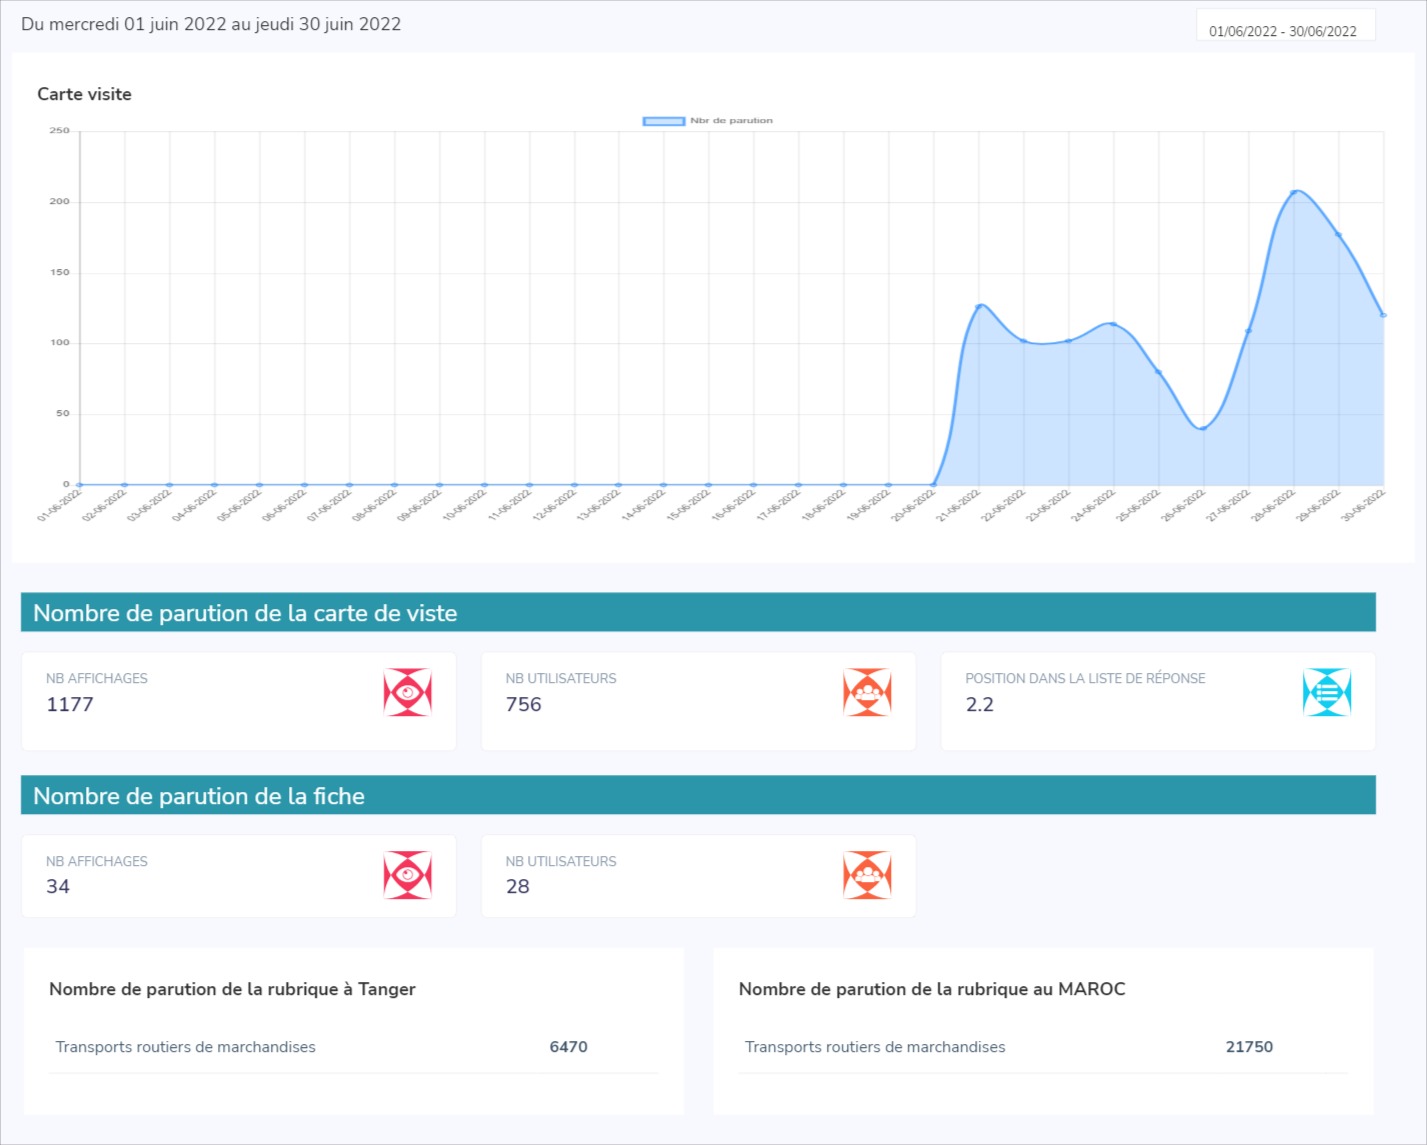 Du mercredi 01 juin 2022 au jeudi 30 juin 2022
01/06/2022 - 30/06/2022
Carte visite
Nbr de parution
250
200
150
100
50
0
01-06-2022 02-06-2022 03-06-2022 04-06-2022 05-06-2022 06-06-2022 07-06-2022 08-06-2022 09-06-2022 10-06-2022 11-06-2022 12-06-2022 13-06-2022 14-06-2022 15-06-2022 16-06-2022 17-06-2022 18-06-2022 19-06-2022 20-06-2022 21-06-2022 22-06-2022 23-06-2022 24-06-2022 25-06-2022 26-06-2022 27-06-2022 28-06-2022 29-06-2022 30-06-2022
Nombre de parution de la carte de viste
NB AFFICHAGES
1177
NB UTILISATEURS
756
POSITION DANS LA LISTE DE RÉPONSE
2.2
Nombre de parution de la fiche
NB AFFICHAGES
34
NB UTILISATEURS
28
Nombre de parution de la rubrique à Tanger
Transports routiers de marchandises 6470
Nombre de parution de la rubrique au MAROC
Transports routiers de marchandises 21750